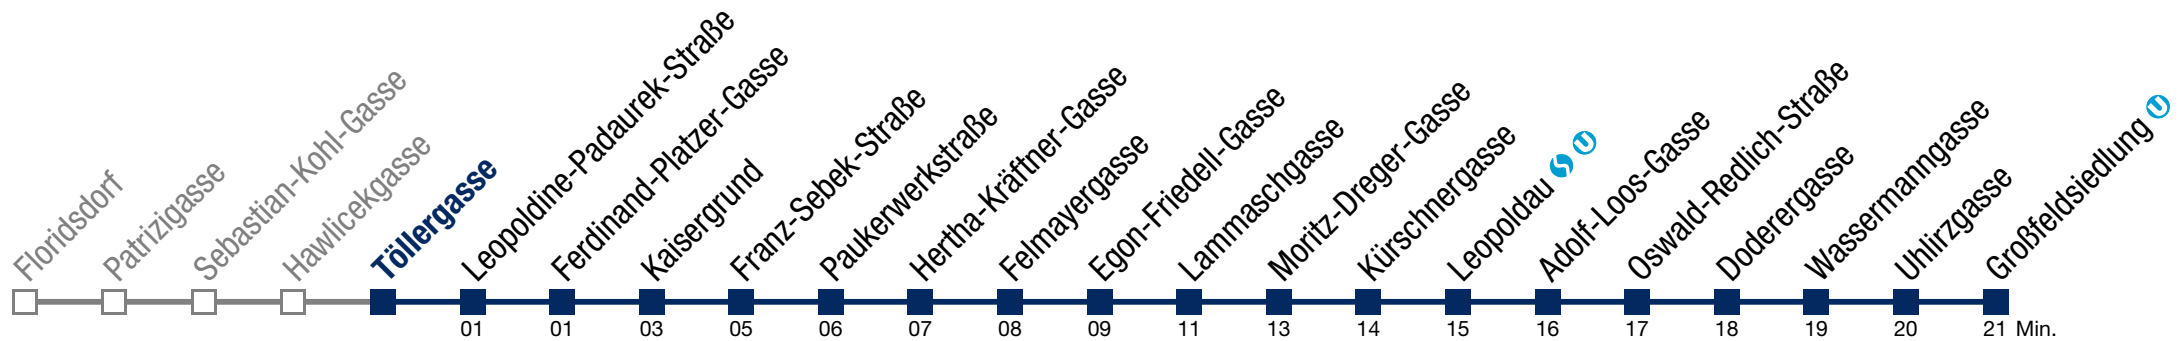 Floridsdorf
Patrizigasse
Sebastian-Kohl-Gasse
Hawlicekgasse
Töllergasse
Leopoldine-Padaurek-Straße
Ferdinand-Platzer-Gasse
Kaisergrund
Franz-Sebek-Straße
Paukerwerkstraße
Hertha-Kräftner-Gasse
Felmayergasse
Egon-Friedell-Gasse
Lammaschgasse
Moritz-Dreger-Gasse
Kürschnergasse
Leopoldau S U
Adolf-Loos-Gasse
Oswald-Redlich-Straße
Doderergasse
Wassermanngasse
Uhlirzgasse
Großfeldsiedlung U
01 01 03 05 06 07 08 09 11 13 14 15 16 17 18 19 20 21 Min.